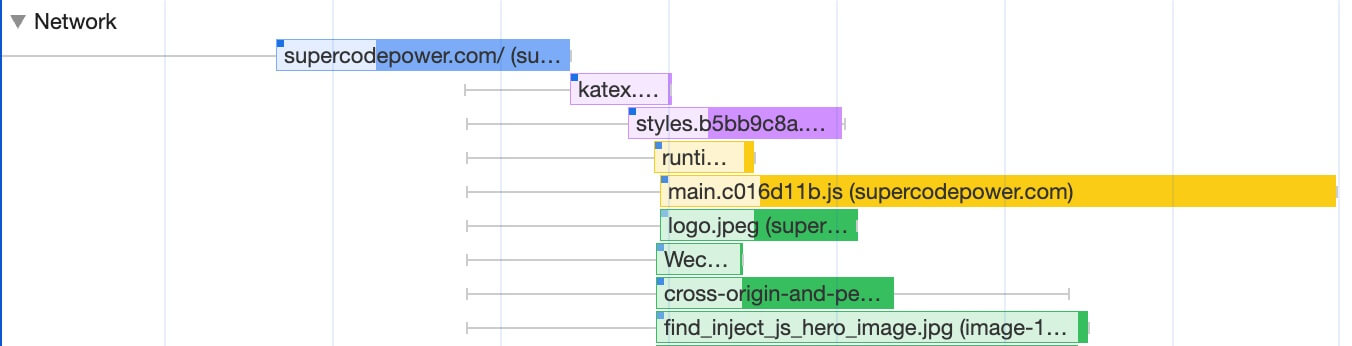 Network
supercodepower.com/ (su…
katex.…
styles.b5bb9c8a.…
runti…
main.c016d11b.js (supercodepower.com)
logo.jpeg (super…
Wec…
cross-origin-and-pe…
find_inject_js_hero_image.jpg (image-1…